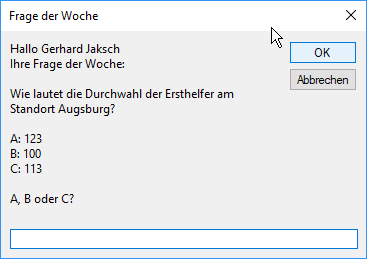 Frage der Woche
Hallo Gerhard Jaksch
Ihre Frage der Woche:
Wie lautet die Durchwahl der Ersthelfer am
Standort Augsburg?
A: 123
B: 100
C: 113
A, B oder C?
OK
Abbrechen